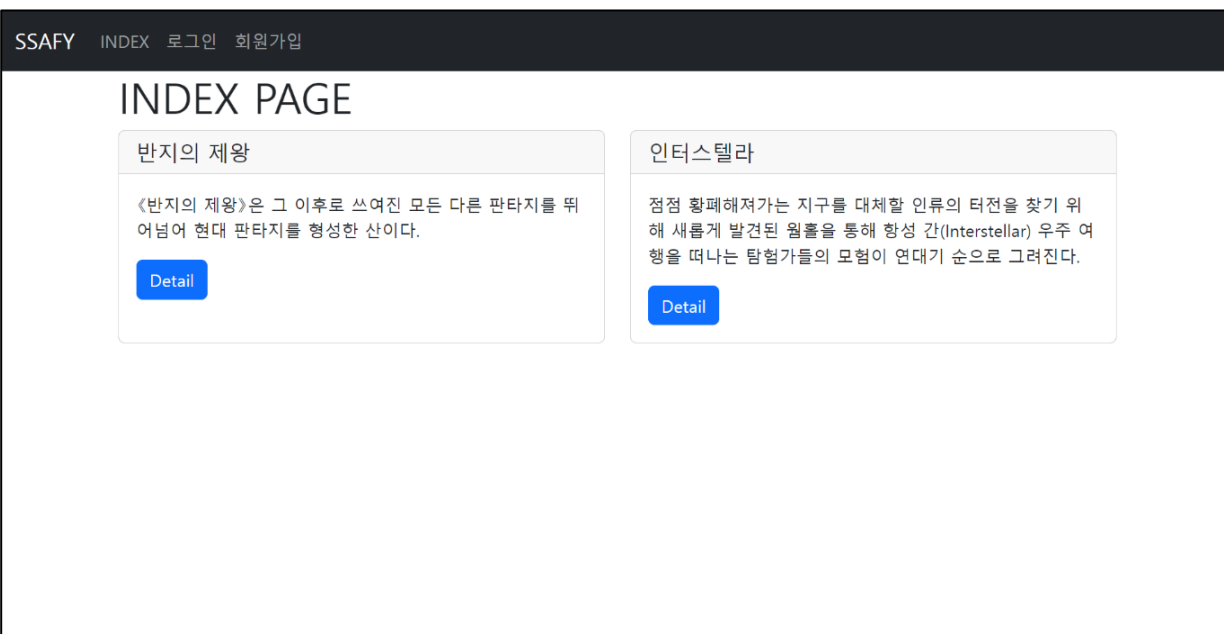 SSAFY INDEX 로그인 회원가입
INDEX PAGE
반지의 제왕
《반지의 제왕》은 그 이후로 쓰여진 모든 다른 판타지를 뛰
어넘어 현대 판타지를 형성한 산이다.
Detail
인터스텔라
점점 황폐해져가는 지구를 대체할 인류의 터전을 찾기 위
해 새롭게 발견된 웜홀을 통해 항성 간(Interstellar) 우주 여
행을 떠나는 탐험가들의 모험이 연대기 순으로 그려진다.
Detail